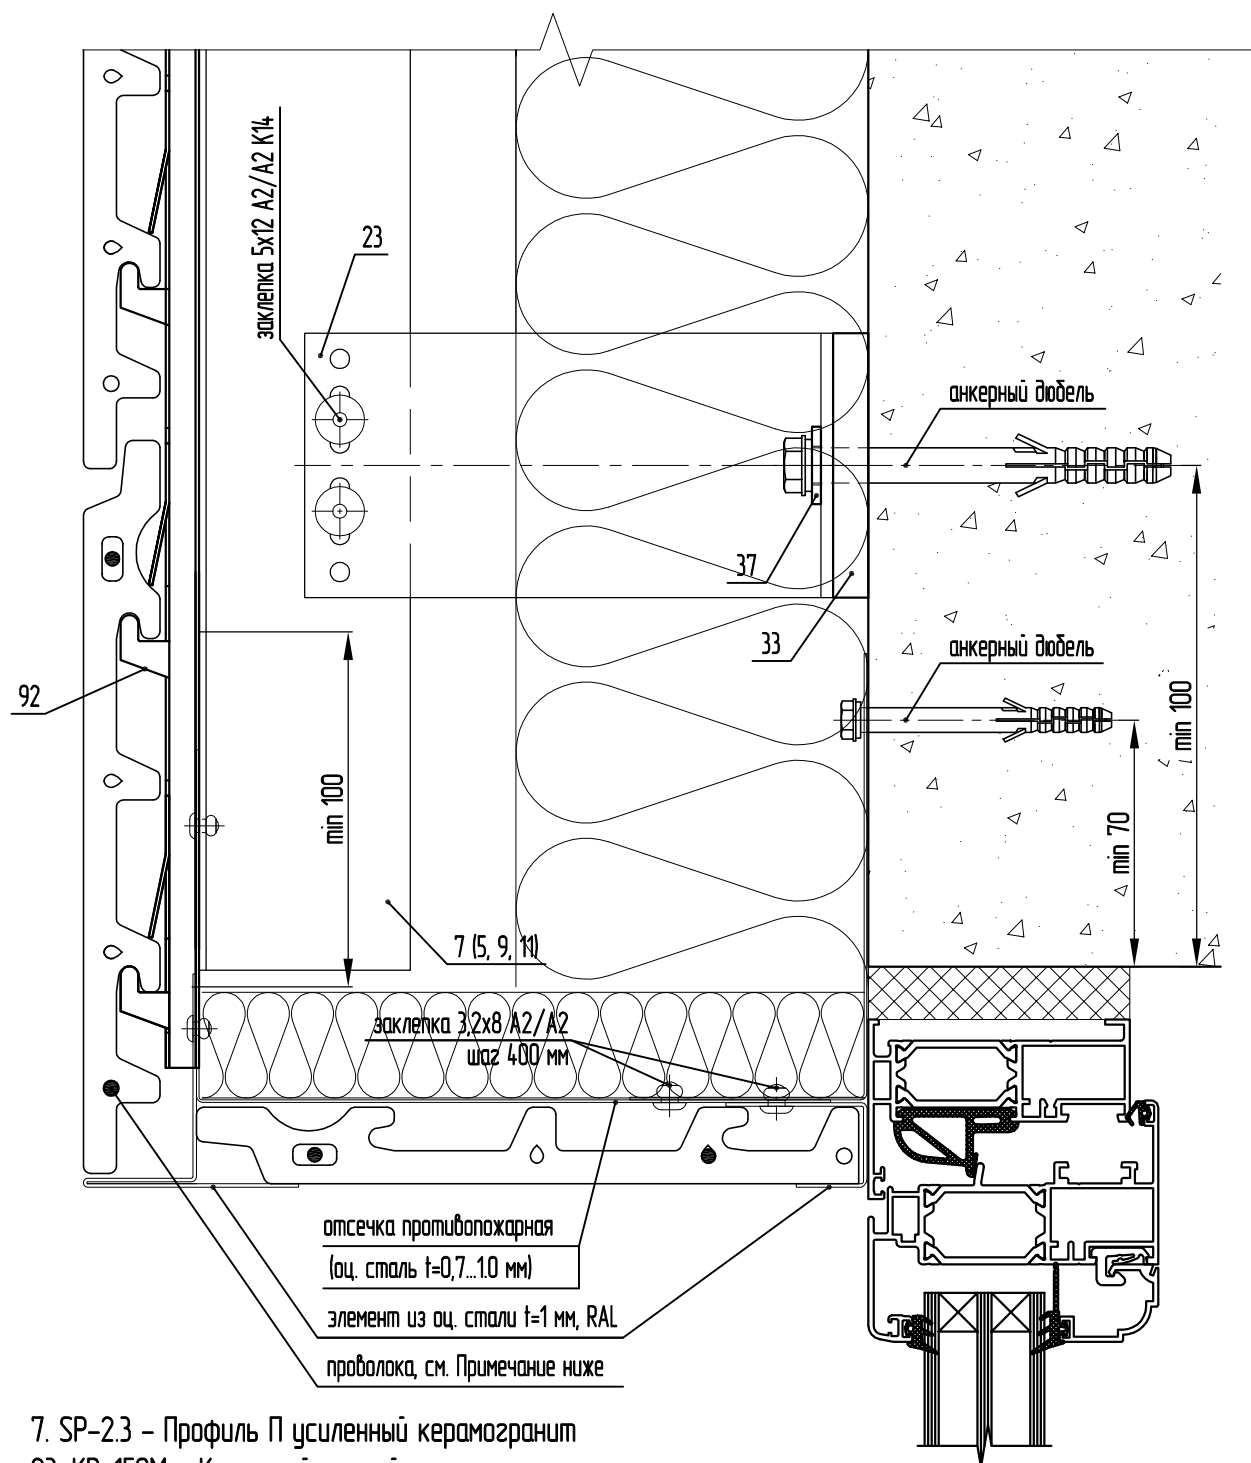 заклепка 5х12 А2/А2 К14
23
анкерный дюбель
37
33
анкерный дюбель
92
min 100
min 100
min 70
7 (5, 9, 11)
заклепка 3,2х8 А2/А2
шаг 400 мм
отсечка противопожарная
(оц. сталь t=0,7...1.0 мм)
элемент из оц. стали t=1 мм, RAL
проволока, см. Примечание ниже
7. SP-2.3 - Профиль П усиленный керамогранит